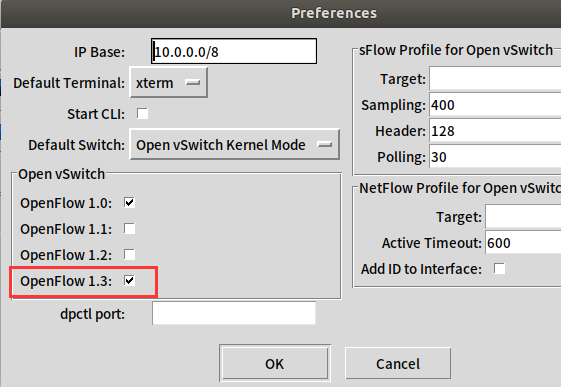 Preferences
IP Base: 10.0.0.0/8
Default Terminal: xterm
Start CLI:
Default Switch: Open vSwitch Kernel Mode
Open vSwitch
OpenFlow 1.0:
OpenFlow 1.1:
OpenFlow 1.2:
OpenFlow 1.3:
dpctl port:
sFlow Profile for Open vSwitch
Target:
Sampling: 400
Header: 128
Polling: 30
NetFlow Profile for Open vSwitc
Target:
Active Timeout: 600
Add ID to Interface:
OK
Cancel